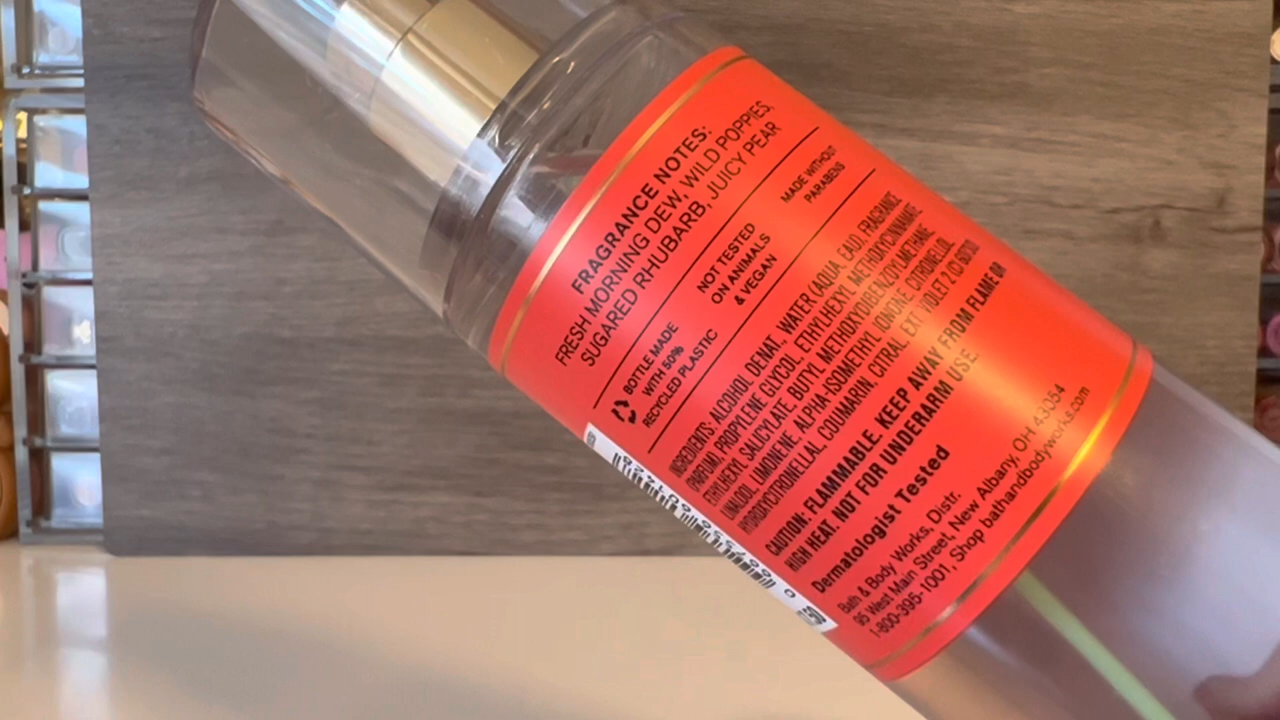 FRAGRANCE NOTES:
FRESH MORNING DEW, WILD POPPIES,
SUGARED RHUBARB, JUICY PEAR
BOTTLE MADE
WITH 50%
RECYCLED PLASTIC
NOT TESTED
ON ANIMALS
& VEGAN
MADE WITHOUT
PARABENS
INGREDIENTS: ALCOHOL DENAT., WATER (AQUA, EAU), FRAGRANCE
(PARFUM), PROPYLENE GLYCOL, ETHYLHEXYL METHOXYCINNAMATE,
ETHYLHEXYL SALICYLATE, BUTYL METHOXYDIBENZOYLMETHANE,
LINALOOL, LIMONENE, ALPHA-ISOMETHYL IONONE, CITRONELLOL,
HYDROXYCITRONELLAL, COUMARIN, CITRAL, EXT. VIOLET 2 (CI 60730)
CAUTION: FLAMMABLE. KEEP AWAY FROM FLAME OR
HIGH HEAT. NOT FOR UNDERARM USE.
Dermatologist Tested
Bath & Body Works, Distr.
95 West Main Street, New Albany, OH 43054
1-800-395-1001, Shop bathandbodyworks.com